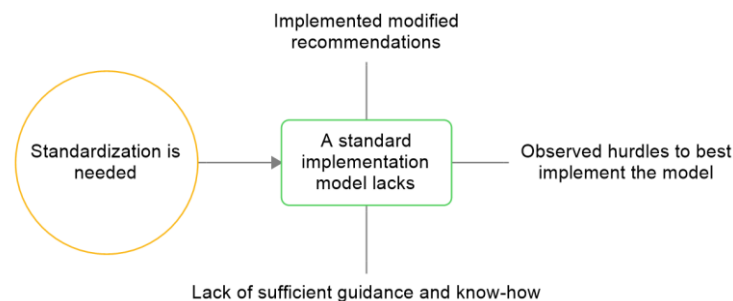 Implemented modified
recommendations
Standardization is
needed
A standard
implementation
model lacks
Observed hurdles to best
implement the model
Lack of sufficient guidance and know-how